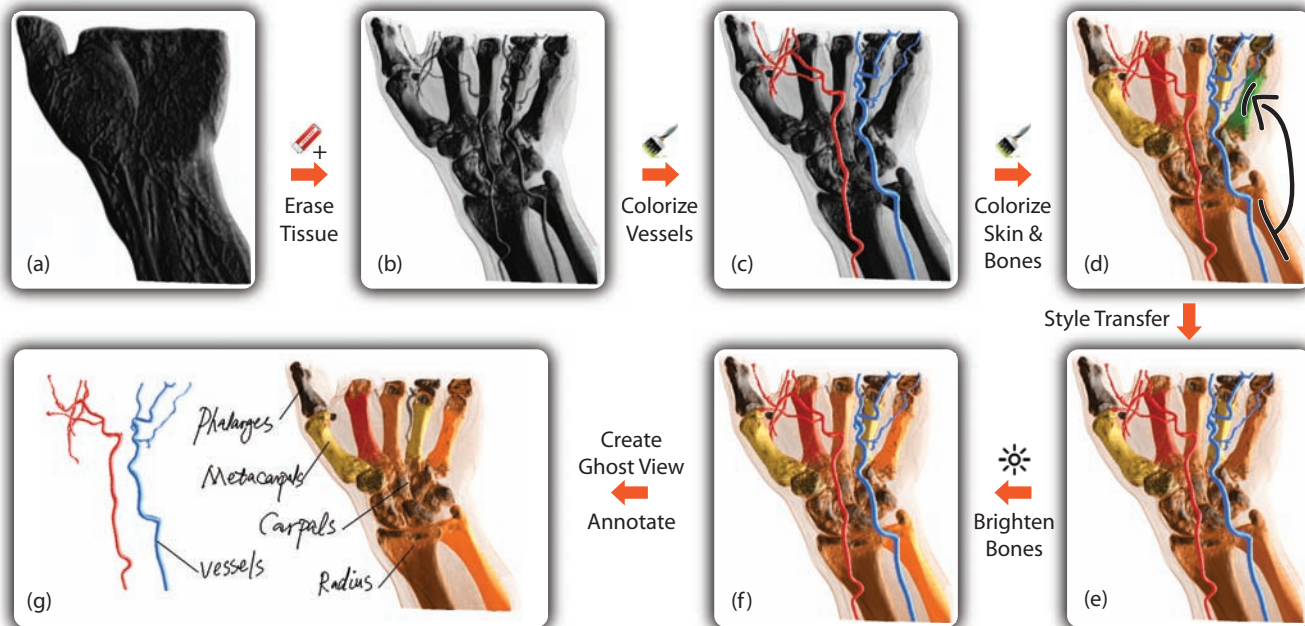 (a)
+
Erase
Tissue
(b)
Colorize
Vessels
(c)
Colorize
Skin &
Bones
(d)
Style Transfer
(e)
Brighten
Bones
(f)
Create
Ghost View
Annotate
Phalanges
Metacarpals
Carpals
Vessels
Radius
(g)